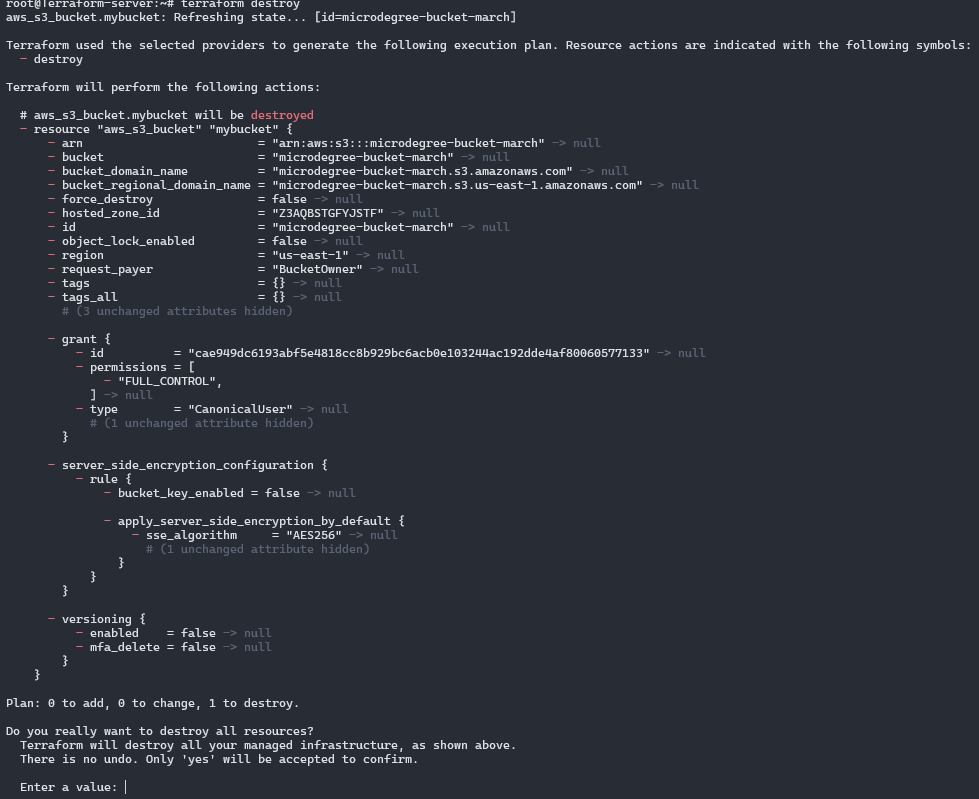 root@Terraform-server:~# terraform destroy
aws_s3_bucket.mybucket: Refreshing state... [id=microdegree-bucket-march]

Terraform used the selected providers to generate the following execution plan. Resource actions are indicated with the following symbols:
  - destroy

Terraform will perform the following actions:

  # aws_s3_bucket.mybucket will be destroyed
  - resource "aws_s3_bucket" "mybucket" {
      - arn                         = "arn:aws:s3:::microdegree-bucket-march" -> null
      - bucket                      = "microdegree-bucket-march" -> null
      - bucket_domain_name          = "microdegree-bucket-march.s3.amazonaws.com" -> null
      - bucket_regional_domain_name = "microdegree-bucket-march.s3.us-east-1.amazonaws.com" -> null
      - force_destroy               = false -> null
      - hosted_zone_id              = "Z3AQBSTGFYJSTF" -> null
      - id                          = "microdegree-bucket-march" -> null
      - object_lock_enabled         = false -> null
      - region                      = "us-east-1" -> null
      - request_payer               = "BucketOwner" -> null
      - tags                        = {} -> null
      - tags_all                    = {} -> null
        # (3 unchanged attributes hidden)

      - grant {
          - id          = "cae949dc6193abf5e4818cc8b929bc6acb0e103244ac192dde4af80060577133" -> null
          - permissions = [
              - "FULL_CONTROL",
            ] -> null
          - type        = "CanonicalUser" -> null
            # (1 unchanged attribute hidden)
        }

      - server_side_encryption_configuration {
          - rule {
              - bucket_key_enabled = false -> null

              - apply_server_side_encryption_by_default {
                  - sse_algorithm     = "AES256" -> null
                    # (1 unchanged attribute hidden)
                }
            }
        }

      - versioning {
          - enabled    = false -> null
          - mfa_delete = false -> null
        }
    }

Plan: 0 to add, 0 to change, 1 to destroy.

Do you really want to destroy all resources?
  Terraform will destroy all your managed infrastructure, as shown above.
  There is no undo. Only 'yes' will be accepted to confirm.

  Enter a value: